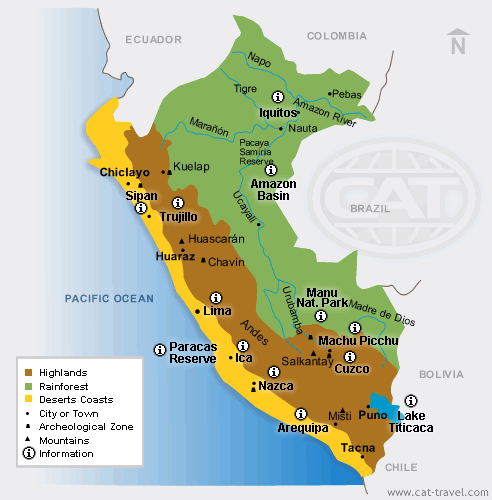 ECUADOR
COLOMBIA
N
Napo
Tigre
Pebas
Iquitos
Amazon River
Marañón
Nauta
Pacaya
Samiria
Reserve
Kuelap
Chiclayo
Sipan
Amazon
Basin
CAT
Trujillo
Ucayali
BRAZIL
Huascarán
Huaraz
Chavín
PACIFIC OCEAN
Manu
Nat. Park
Urubamba
Madre de Dios
Lima
Andes
Machu Picchu
Paracas
Reserve
Ica
Salkantay
Cuzco
BOLIVIA
Nazca
Highlands
Rainforest
Deserts Coasts
City or Town
Archeological Zone
Mountains
Information
Arequipa
Misti
Puno
Lake
Titicaca
Tacna
CHILE
www.cat-travel.com